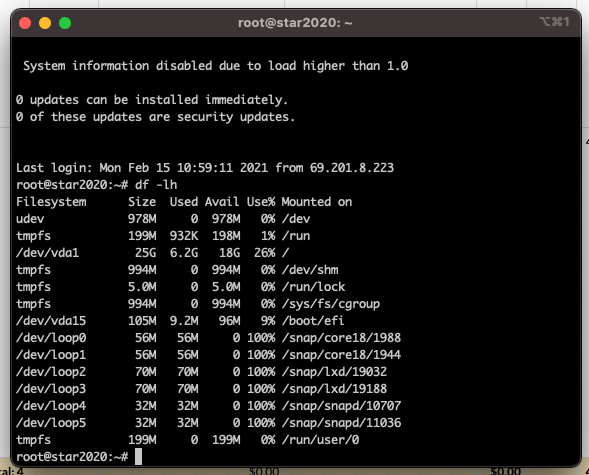 root@star2020: ~
⌥⌘1
System information disabled due to load higher than 1.0
0 updates can be installed immediately.
0 of these updates are security updates.
Last login: Mon Feb 15 10:59:11 2021 from 69.201.8.223
root@star2020:~# df -lh
Filesystem      Size  Used Avail Use% Mounted on
udev            978M     0  978M   0% /dev
tmpfs           199M  932K  198M   1% /run
/dev/vda1        25G  6.2G   18G  26% /
tmpfs           994M     0  994M   0% /dev/shm
tmpfs           5.0M     0  5.0M   0% /run/lock
tmpfs           994M     0  994M   0% /sys/fs/cgroup
/dev/vda15      105M  9.2M   96M   9% /boot/efi
/dev/loop0       56M   56M     0 100% /snap/core18/1988
/dev/loop1       56M   56M     0 100% /snap/core18/1944
/dev/loop2       70M   70M     0 100% /snap/lxd/19032
/dev/loop3       70M   70M     0 100% /snap/lxd/19188
/dev/loop4       32M   32M     0 100% /snap/snapd/10707
/dev/loop5       32M   32M     0 100% /snap/snapd/11036
tmpfs           199M     0  199M   0% /run/user/0
root@star2020:~#
al: 4 $0.00 $0.00